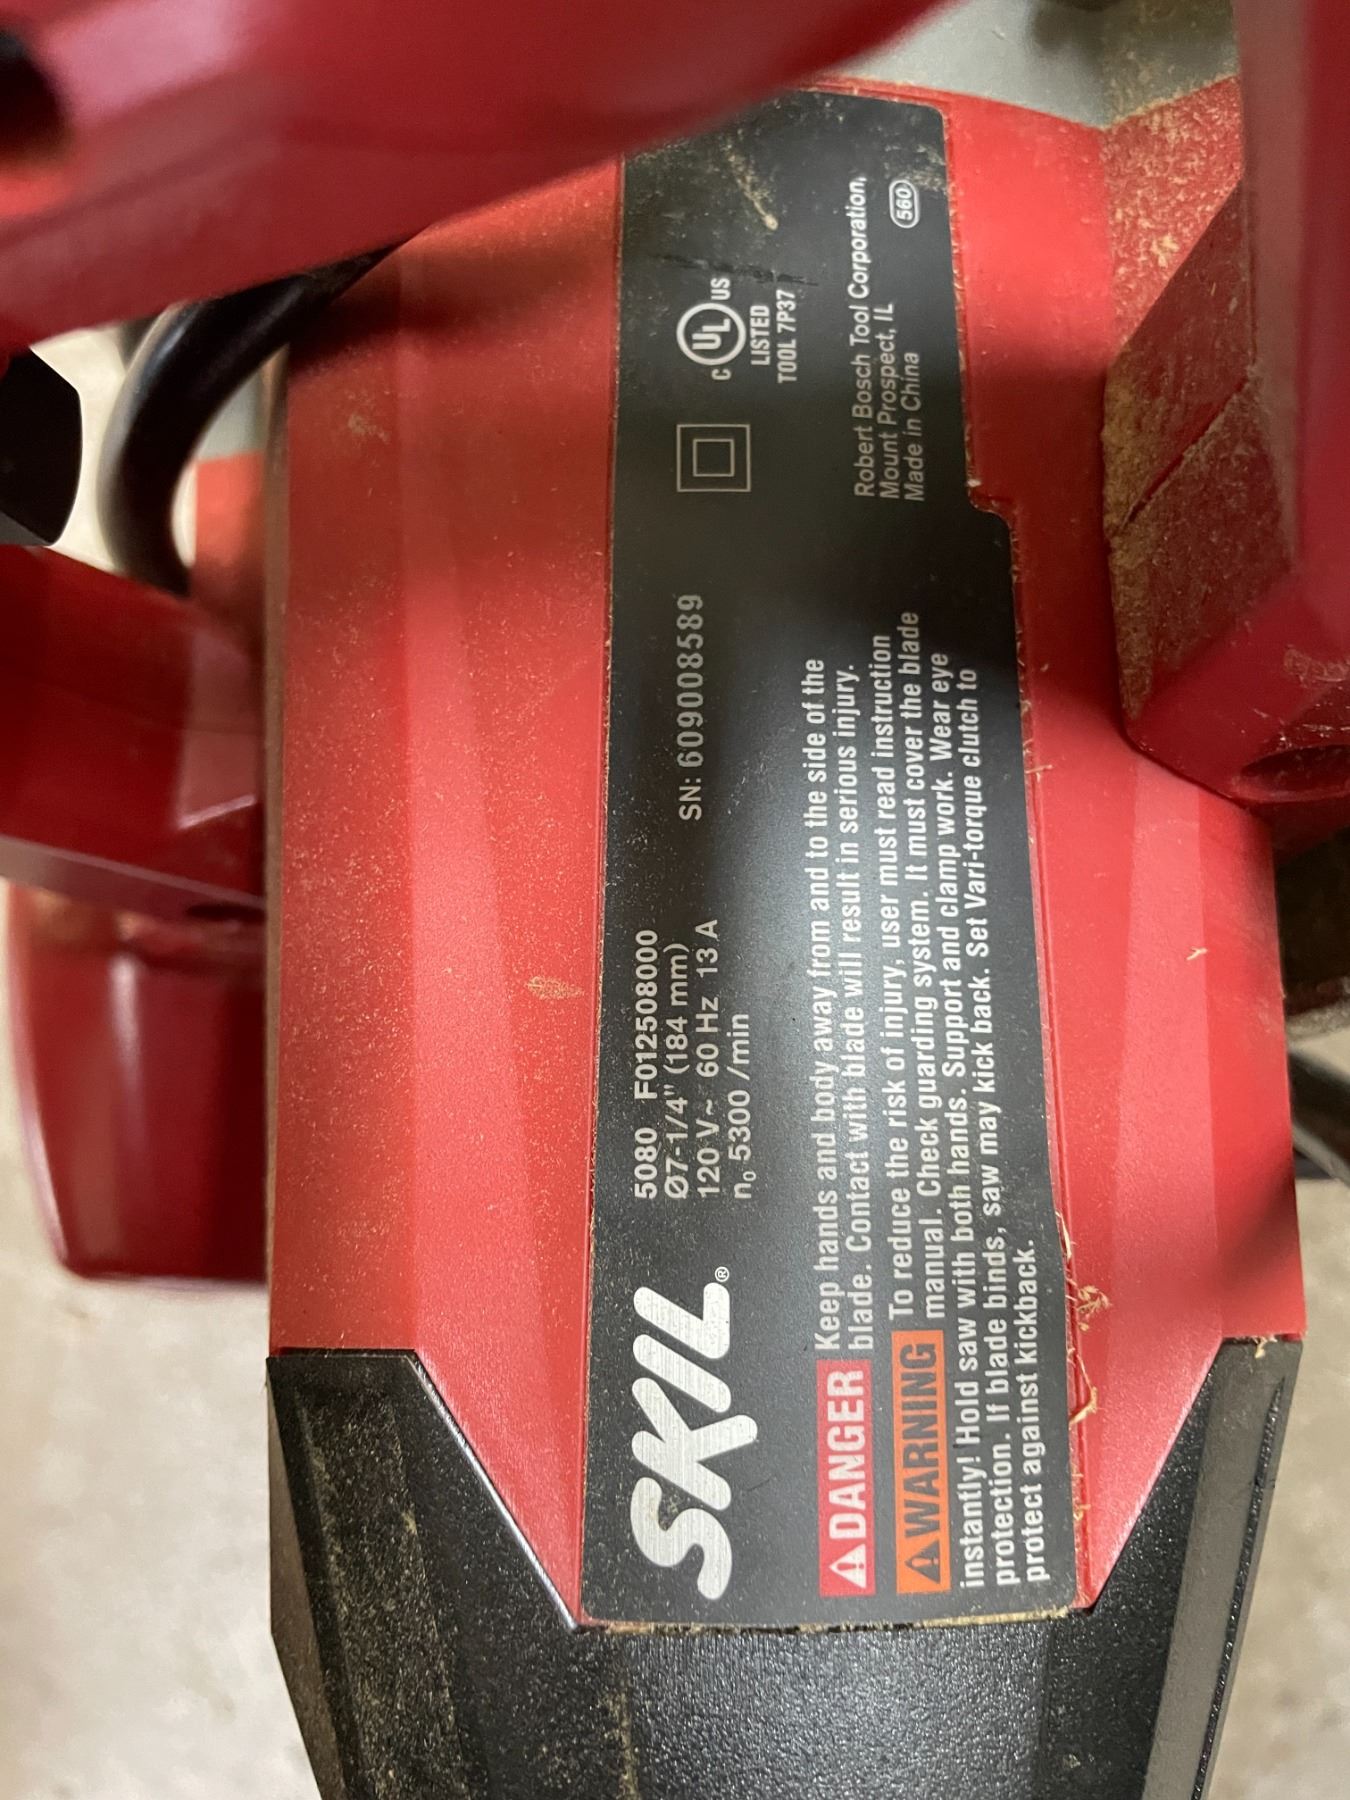 SKIL®
5080 F012508000
Ø7-1/4" (184 mm)
120 V~ 60 Hz 13 A
n₀ 5300 /min
SN: 609008589
C UL US
LISTED
TOOL 7P37
DANGER Keep hands and body away from and to the side of the
blade. Contact with blade will result in serious injury.
WARNING To reduce the risk of injury, user must read instruction
manual. Check guarding system. It must cover the blade
instantly! Hold saw with both hands. Support and clamp work. Wear eye
protection. If blade binds, saw may kick back. Set Vari-torque clutch to
protect against kickback.
Robert Bosch Tool Corporation,
Mount Prospect, IL
Made in China
560